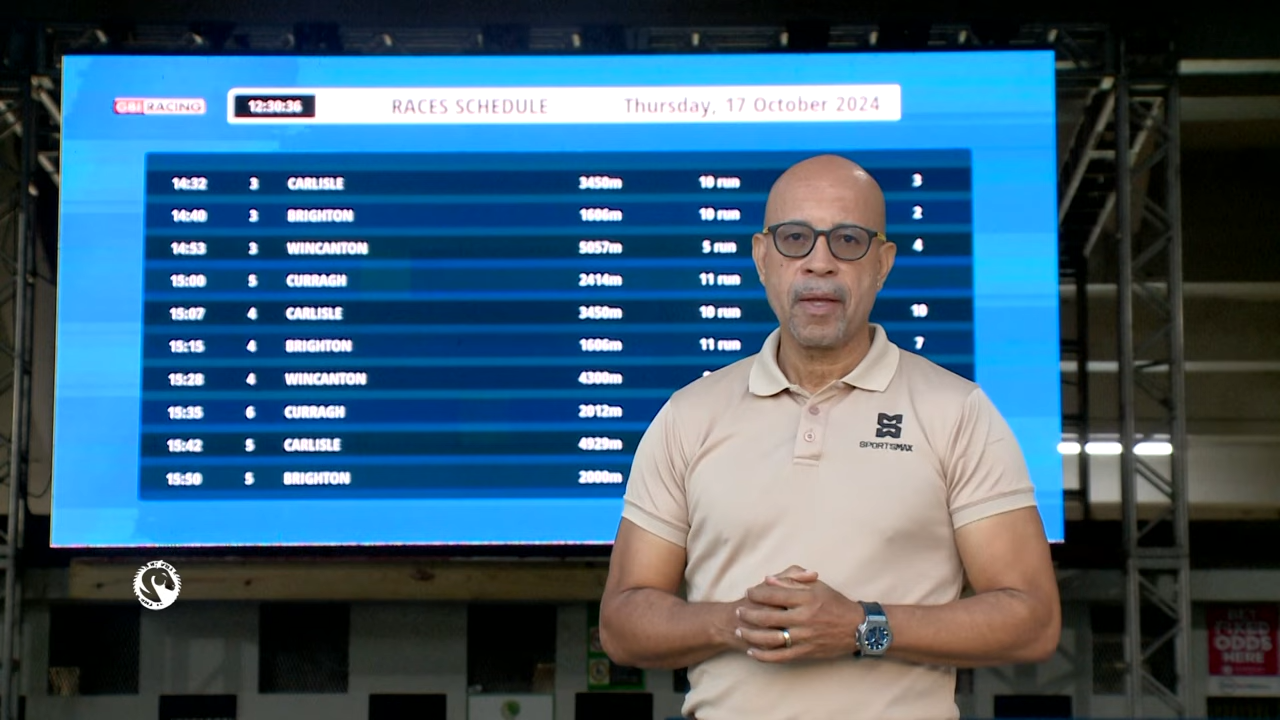 GBI RACING 12:30:36 RACES SCHEDULE Thursday, 17 October 2024
14:32 3 CARLISLE 3450m 10 run 3
14:40 3 BRIGHTON 1606m 10 run 2
14:53 3 WINCANTON 5057m 5 run 4
15:00 5 CURRAGH 2414m 11 run
15:07 4 CARLISLE 3450m 10 run 10
15:15 4 BRIGHTON 1606m 11 run 7
15:28 4 WINCANTON 4300m
15:35 6 CURRAGH 2012m
15:42 5 CARLISLE 4929m
15:50 5 BRIGHTON 2000m
SPORTSMAX
BET
FIXED
ODDS
HERE